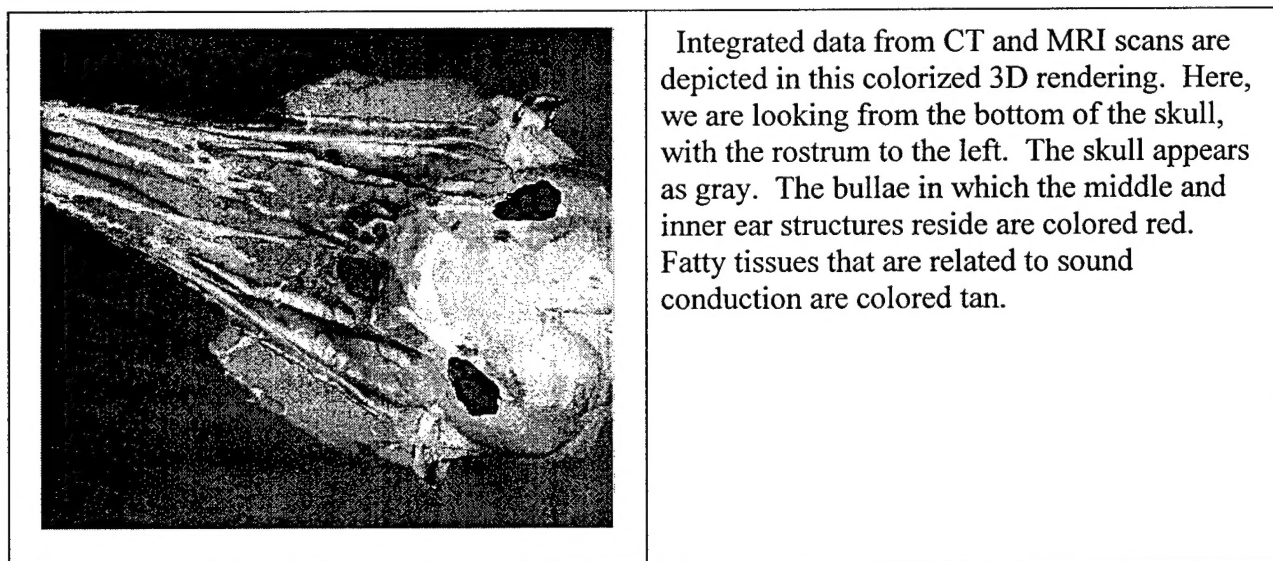 Integrated data from CT and MRI scans are
depicted in this colorized 3D rendering. Here,
we are looking from the bottom of the skull,
with the rostrum to the left. The skull appears
as gray. The bullae in which the middle and
inner ear structures reside are colored red.
Fatty tissues that are related to sound
conduction are colored tan.